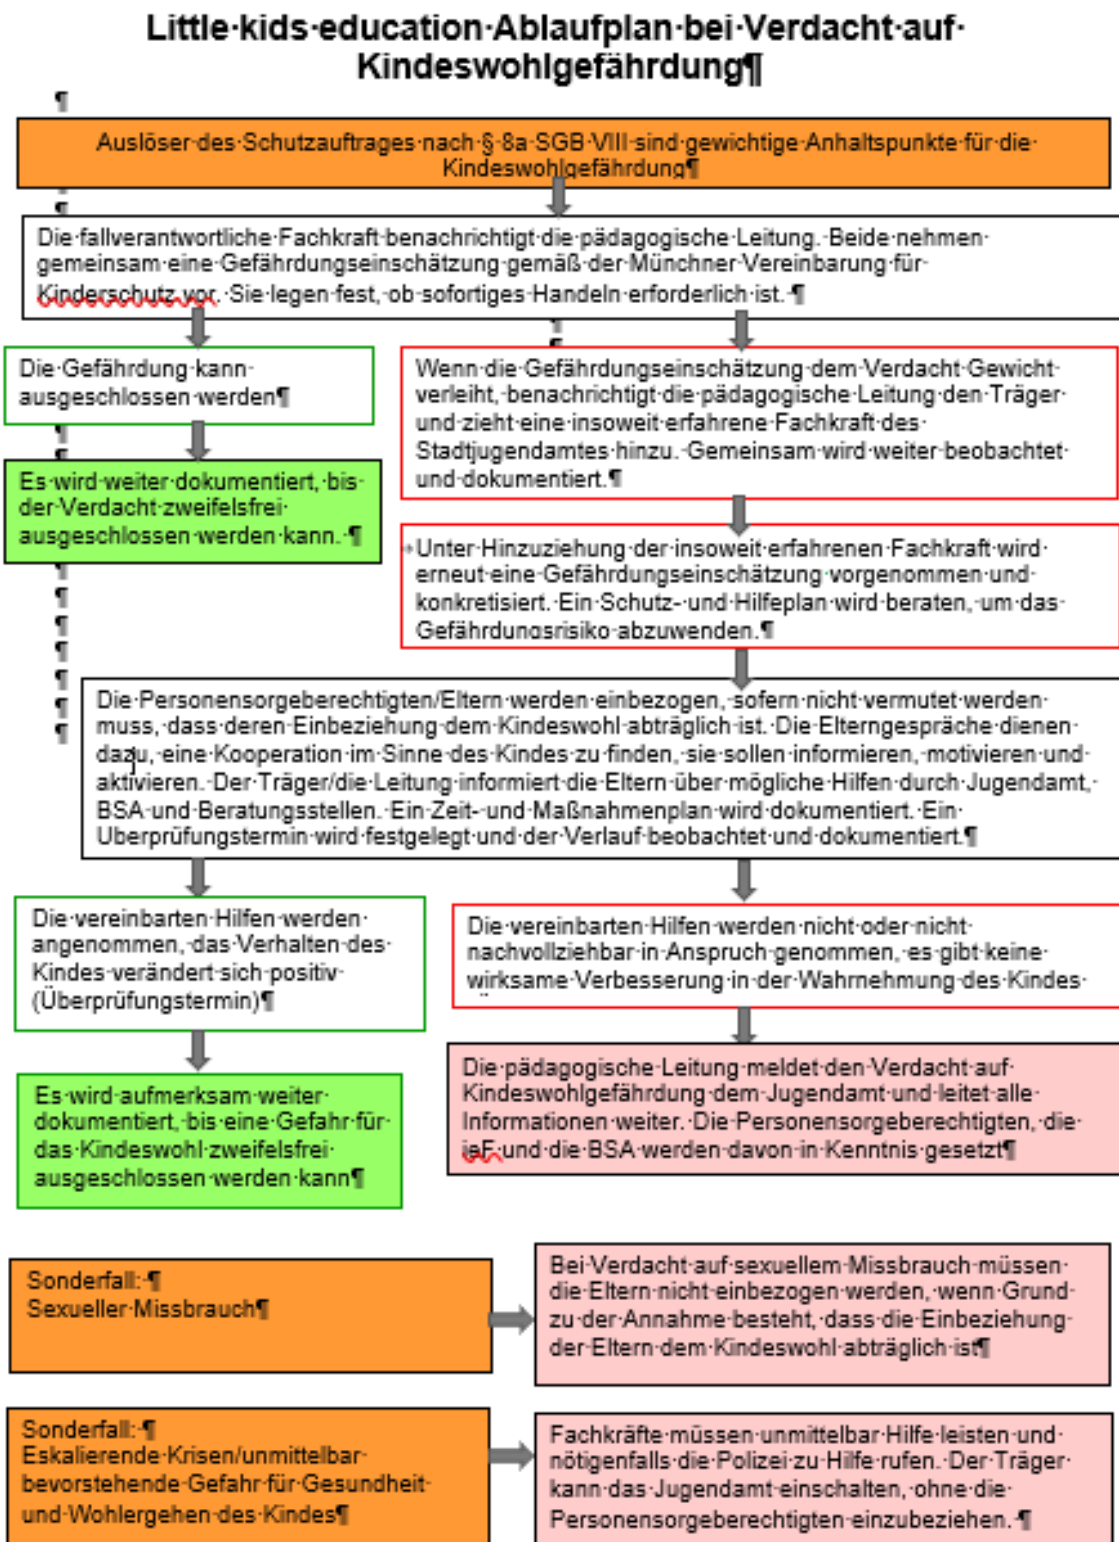 Little kids education Ablaufplan bei Verdacht auf
Kindeswohlgefährdung¶
¶
Auslöser des Schutzauftrages nach § 8a SGB VIII sind gewichtige Anhaltspunkte für die
Kindeswohlgefährdung¶
¶
Die fallverantwortliche Fachkraft benachrichtigt die pädagogische Leitung. Beide nehmen
gemeinsam eine Gefährdungseinschätzung gemäß der Münchner Vereinbarung für
Kinderschutz vor. Sie legen fest, ob sofortiges Handeln erforderlich ist. ¶
Die Gefährdung kann
ausgeschlossen werden¶
Es wird weiter dokumentiert, bis
der Verdacht zweifelsfrei
ausgeschlossen werden kann. ¶
Wenn die Gefährdungseinschätzung dem Verdacht Gewicht
verleiht, benachrichtigt die pädagogische Leitung den Träger
und zieht eine insoweit erfahrene Fachkraft des
Stadtjugendamtes hinzu. Gemeinsam wird weiter beobachtet
und dokumentiert.¶
Unter Hinzuziehung der insoweit erfahrenen Fachkraft wird
erneut eine Gefährdungseinschätzung vorgenommen und
konkretisiert. Ein Schutz- und Hilfeplan wird beraten, um das
Gefährdungsrisiko abzuwenden.¶
¶
¶
¶
¶
¶
¶
¶
Die Personensorgeberechtigten/Eltern werden einbezogen, sofern nicht vermutet werden
muss, dass deren Einbeziehung dem Kindeswohl abträglich ist. Die Elterngespräche dienen
dazu, eine Kooperation im Sinne des Kindes zu finden, sie sollen informieren, motivieren und
aktivieren. Der Träger/die Leitung informiert die Eltern über mögliche Hilfen durch Jugendamt,
BSA und Beratungsstellen. Ein Zeit- und Maßnahmenplan wird dokumentiert. Ein
Überprüfungstermin wird festgelegt und der Verlauf beobachtet und dokumentiert.¶
Die vereinbarten Hilfen werden
angenommen, das Verhalten des
Kindes verändert sich positiv
(Überprüfungstermin)¶
Es wird aufmerksam weiter
dokumentiert, bis eine Gefahr für
das Kindeswohl zweifelsfrei
ausgeschlossen werden kann¶
Die vereinbarten Hilfen werden nicht oder nicht
nachvollziehbar in Anspruch genommen, es gibt keine
wirksame Verbesserung in der Wahrnehmung des Kindes
Die pädagogische Leitung meldet den Verdacht auf
Kindeswohlgefährdung dem Jugendamt und leitet alle
Informationen weiter. Die Personensorgeberechtigten, die
ieF und die BSA werden davon in Kenntnis gesetzt¶
Sonderfall: ¶
Sexueller Missbrauch¶
Bei Verdacht auf sexuellem Missbrauch müssen
die Eltern nicht einbezogen werden, wenn Grund
zu der Annahme besteht, dass die Einbeziehung
der Eltern dem Kindeswohl abträglich ist¶
Sonderfall: ¶
Eskalierende Krisen/unmittelbar
bevorstehende Gefahr für Gesundheit
und Wohlergehen des Kindes¶
Fachkräfte müssen unmittelbar Hilfe leisten und
nötigenfalls die Polizei zu Hilfe rufen. Der Träger
kann das Jugendamt einschalten, ohne die
Personensorgeberechtigten einzubeziehen. ¶